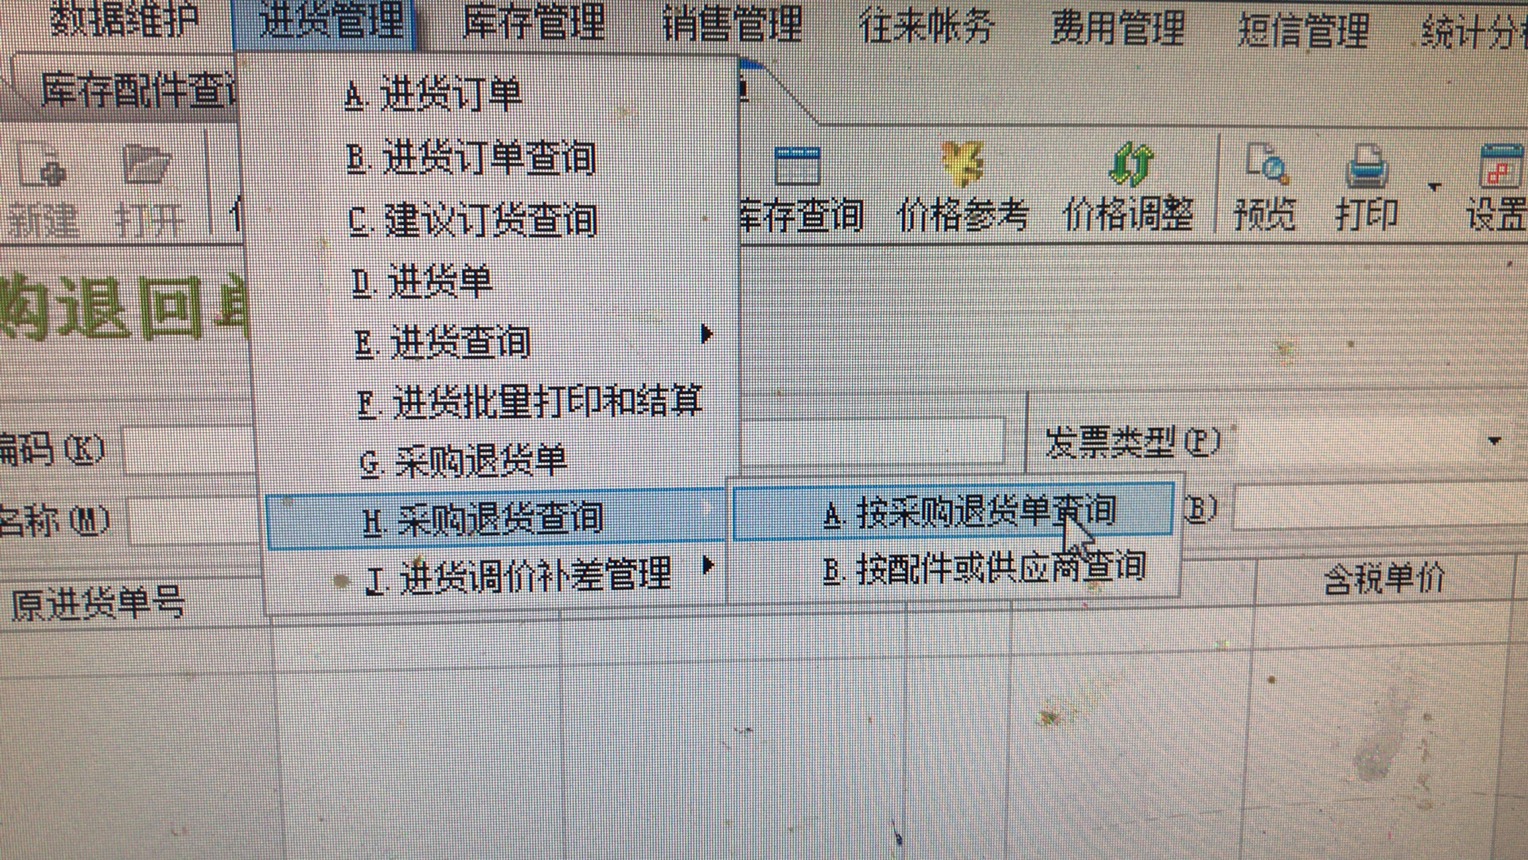 数据维护 进货管理 库存管理 销售管理 往来帐务 费用管理 短信管理 统计分
库存配件查
新建 打开 库存查询 价格参考 价格调整 预览 打印 设置
购退回单
A. 进货订单
B. 进货订单查询
C. 建议订货查询
D. 进货单
E. 进货查询
F. 进货批量打印和结算
G. 采购退货单
H. 采购退货查询
J. 进货调价补差管理
A. 按采购退货单查询
B. 按配件或供应商查询
编码(K)
发票类型(P)
名称(M)
(B)
原进货单号
含税单价